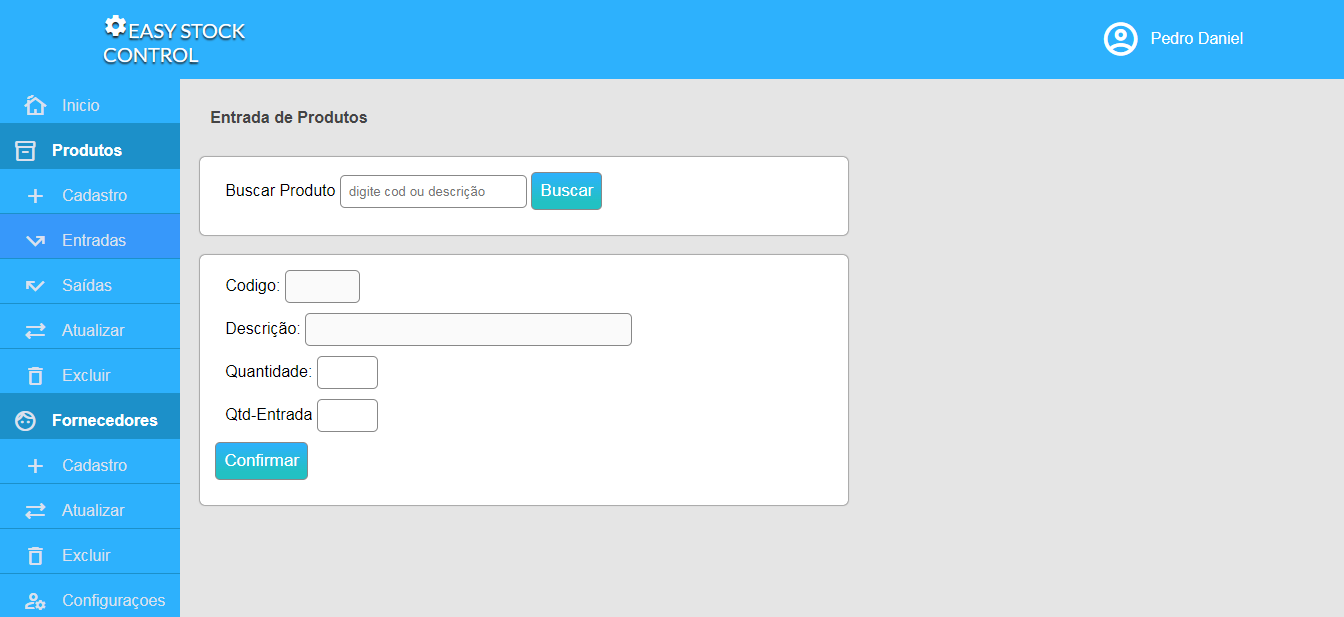 EASY STOCK
CONTROL
Pedro Daniel
Inicio
Produtos
Cadastro
Entradas
Saídas
Atualizar
Excluir
Fornecedores
Cadastro
Atualizar
Excluir
Configuraçoes
Entrada de Produtos
Buscar Produto digite cod ou descrição Buscar
Codigo:
Descrição:
Quantidade:
Qtd-Entrada
Confirmar